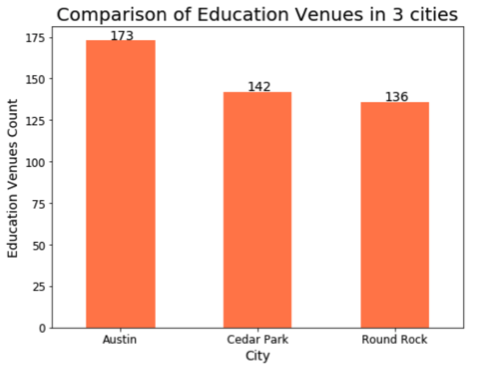 Comparison of Education Venues in 3 cities
175
150
125
100
75
50
25
0
Education Venues Count
173
142
136
Austin
Cedar Park
Round Rock
City